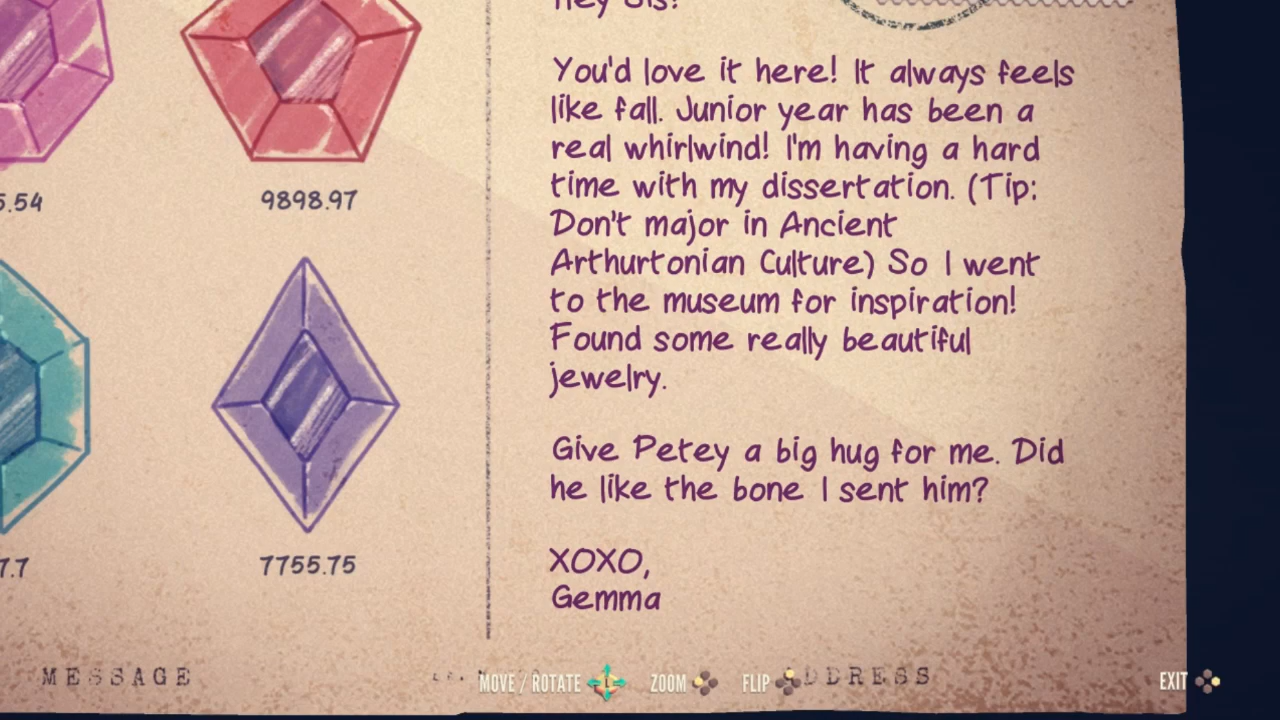 hey Sis!
You'd love it here! It always feels
like fall. Junior year has been a
real whirlwind! I'm having a hard
time with my dissertation. (Tip:
Don't major in Ancient
Arthurtonian Culture) So I went
to the museum for inspiration!
Found some really beautiful
jewelry.
Give Petey a big hug for me. Did
he like the bone I sent him?
XOXO,
Gemma
5.54
9898.97
7.7
7755.75
MESSAGE
DDRESS
MOVE / ROTATE L
ZOOM
FLIP
EXIT